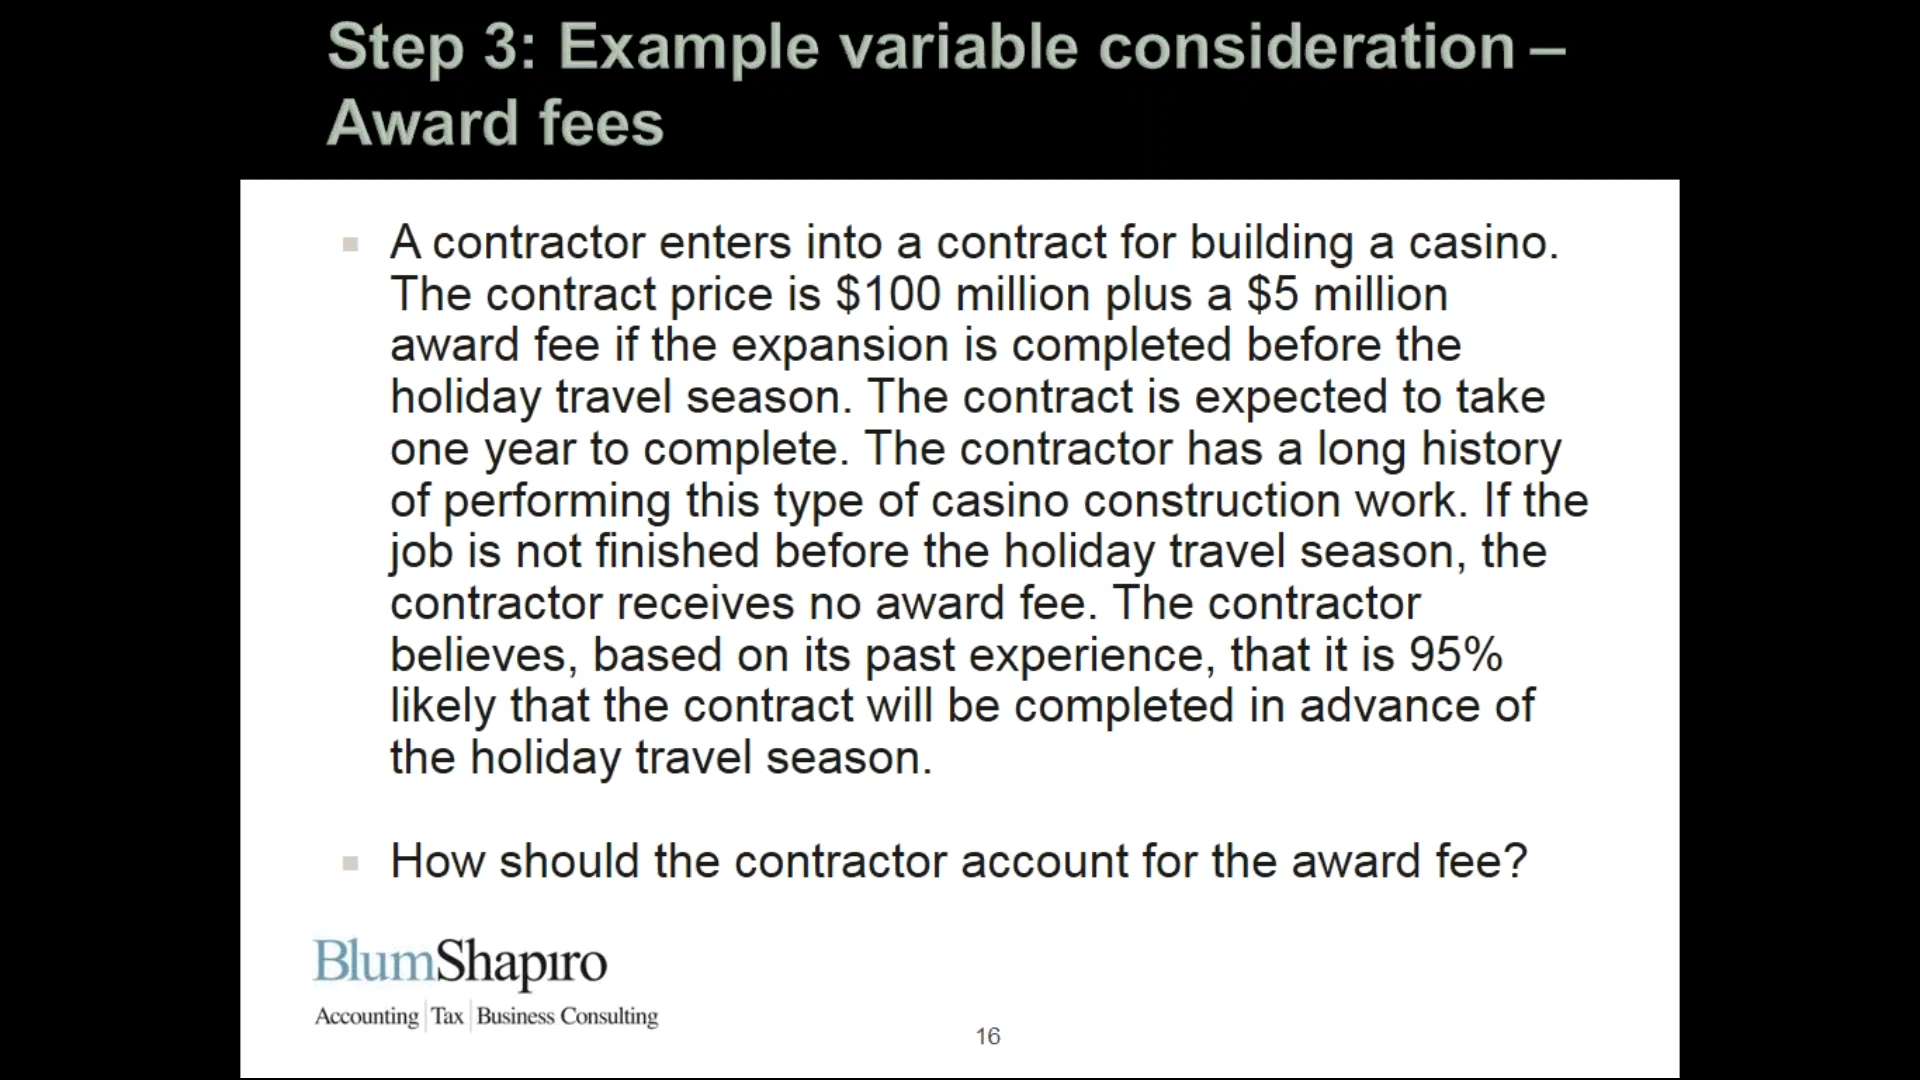 Step 3: Example variable consideration –
Award fees
A contractor enters into a contract for building a casino.
The contract price is $100 million plus a $5 million
award fee if the expansion is completed before the
holiday travel season. The contract is expected to take
one year to complete. The contractor has a long history
of performing this type of casino construction work. If the
job is not finished before the holiday travel season, the
contractor receives no award fee. The contractor
believes, based on its past experience, that it is 95%
likely that the contract will be completed in advance of
the holiday travel season.
How should the contractor account for the award fee?
BlumShapiro
Accounting | Tax | Business Consulting
16